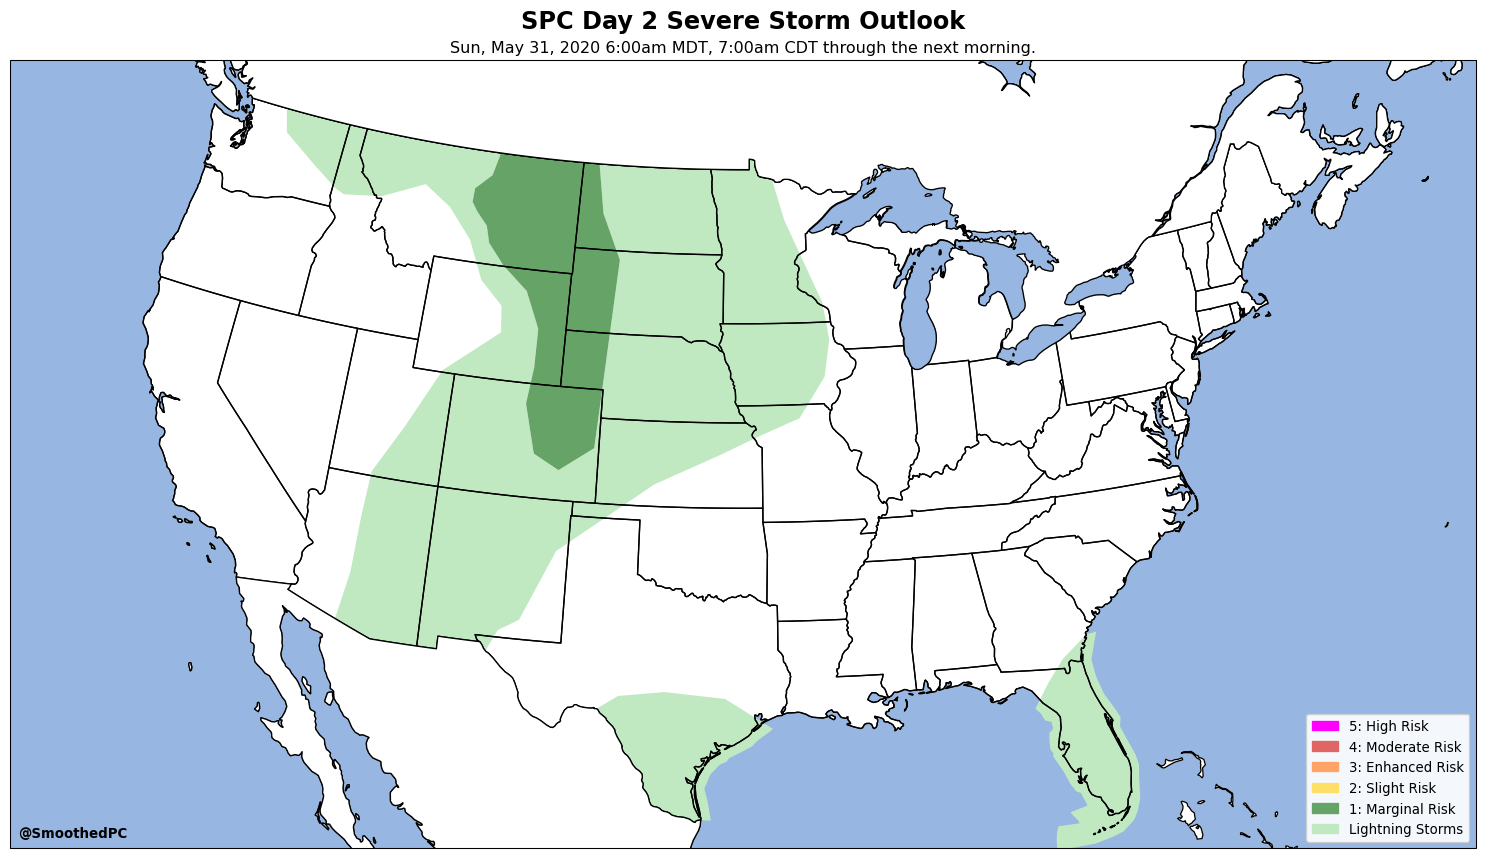 SPC Day 2 Severe Storm Outlook
Sun, May 31, 2020 6:00am MDT, 7:00am CDT through the next morning.
5: High Risk
4: Moderate Risk
3: Enhanced Risk
2: Slight Risk
1: Marginal Risk
Lightning Storms
@SmoothedPC